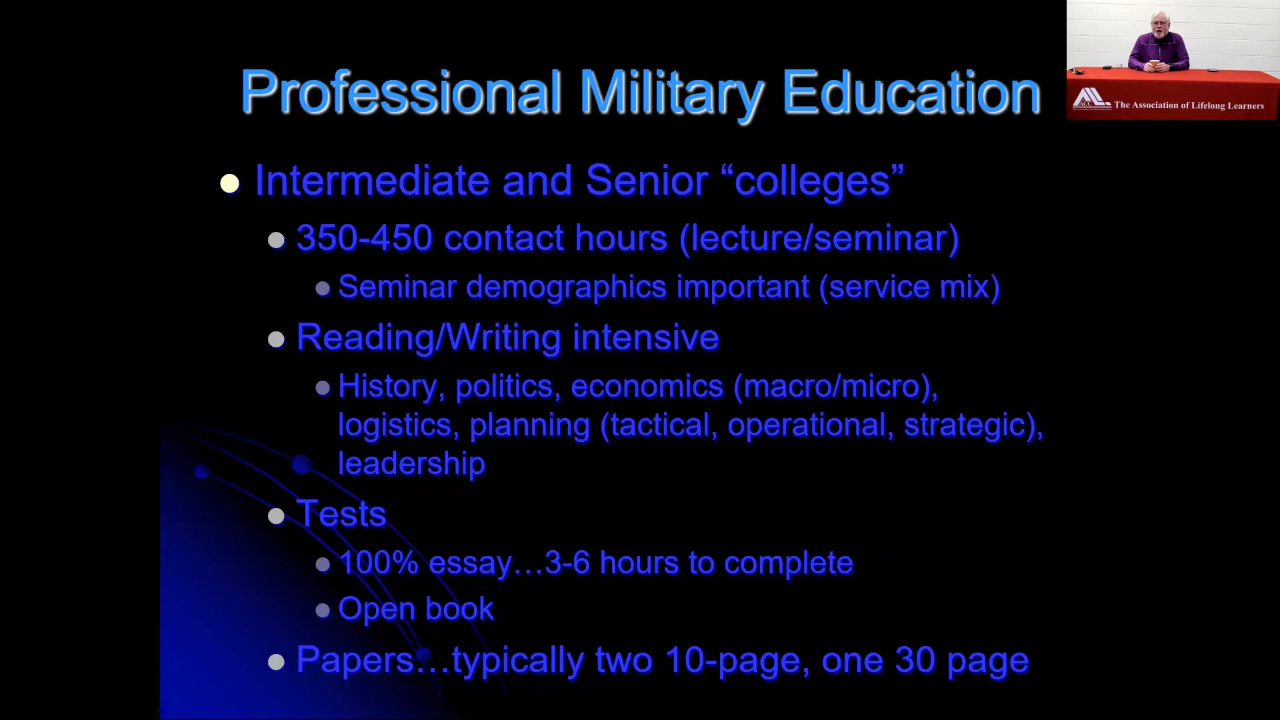 Professional Military Education
Intermediate and Senior “colleges”
350-450 contact hours (lecture/seminar)
Seminar demographics important (service mix)
Reading/Writing intensive
History, politics, economics (macro/micro),
logistics, planning (tactical, operational, strategic),
leadership
Tests
100% essay…3-6 hours to complete
Open book
Papers…typically two 10-page, one 30 page
ACC
The Association of Lifelong Learners